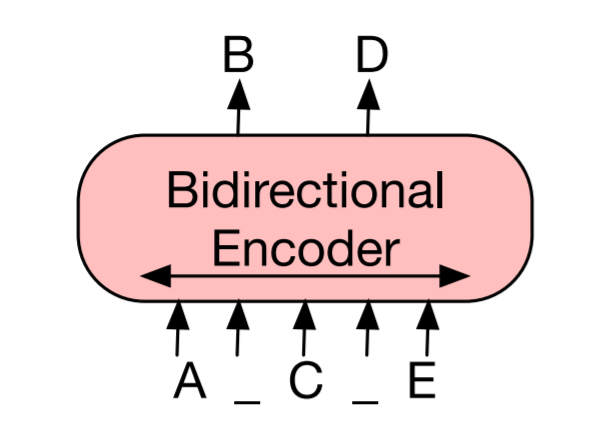 B D
Bidirectional
Encoder
A _ C _ E